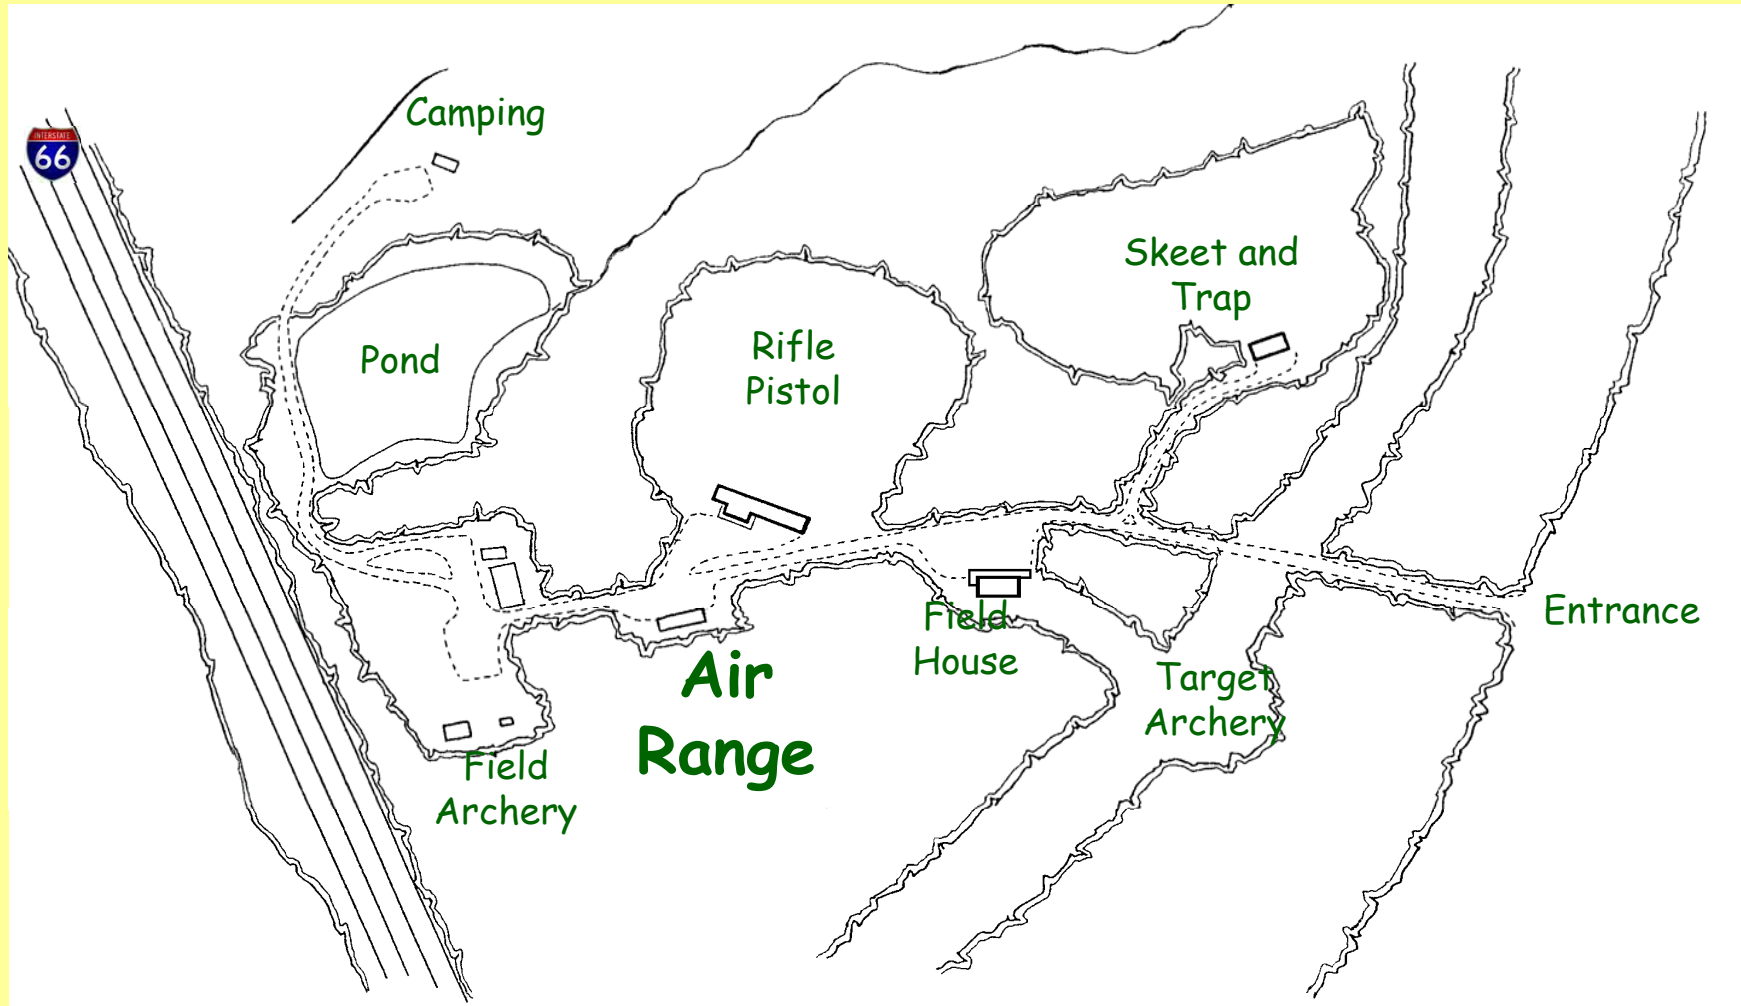 Camping
INTERSTATE
66
Skeet and
Trap
Pond
Rifle
Pistol
Entrance
Field
House
Air
Range
Target
Archery
Field
Archery